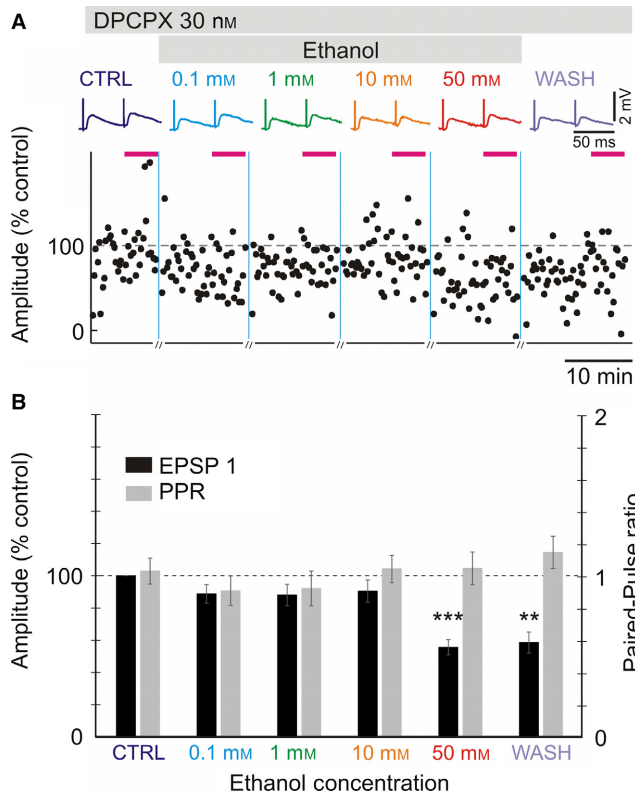 A
DPCPX 30 nM
Ethanol
CTRL 0.1 mM 1 mM 10 mM 50 mM WASH
2 mV
50 ms
Amplitude (% control)
100
0
// // // // // //
10 min
B
EPSP 1
PPR
Amplitude (% control)
100
0
*** **
2
1
0
Paired-Pulse ratio
CTRL 0.1 mM 1 mM 10 mM 50 mM WASH
Ethanol concentration